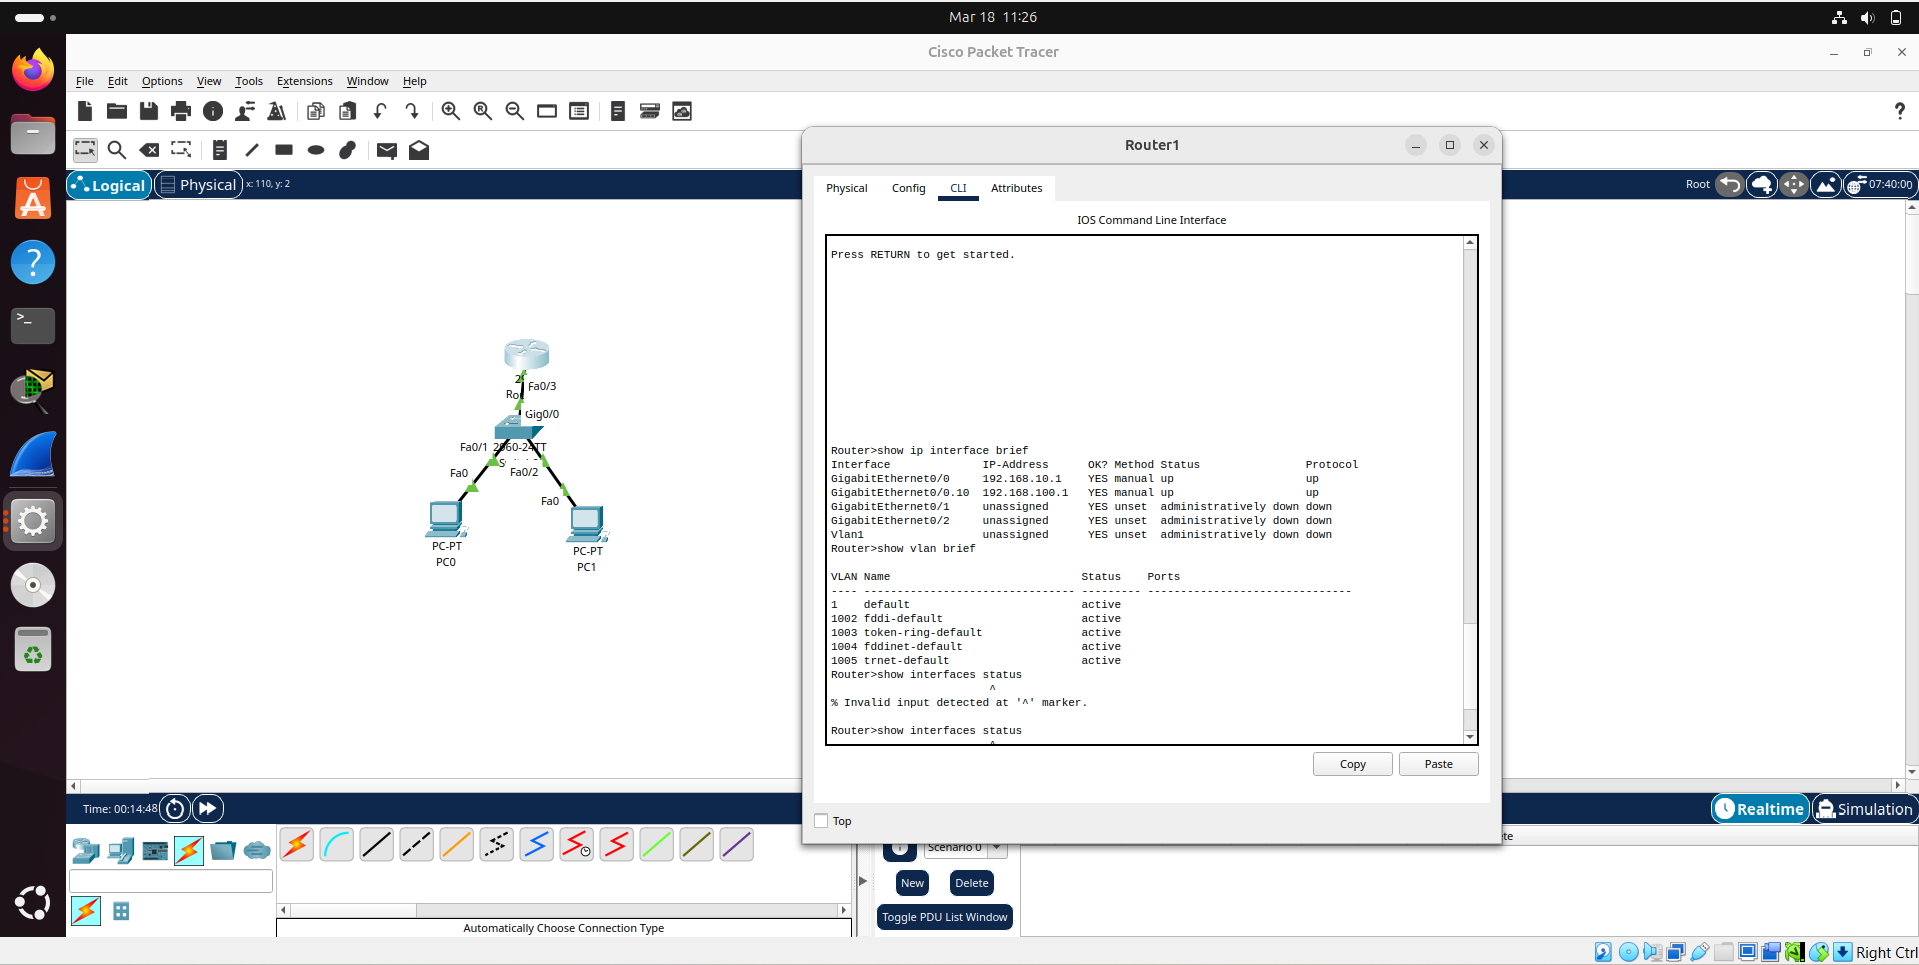 Mar 18 11:26
Cisco Packet Tracer
File Edit Options View Tools Extensions Window Help
Logical
Physical
x: 110, y: 2
Root
07:40:00
Router1
Physical Config CLI Attributes
IOS Command Line Interface
Press RETURN to get started.
Router>show ip interface brief
Interface IP-Address OK? Method Status Protocol
GigabitEthernet0/0 192.168.10.1 YES manual up up
GigabitEthernet0/0.10 192.168.100.1 YES manual up up
GigabitEthernet0/1 unassigned YES unset administratively down down
GigabitEthernet0/2 unassigned YES unset administratively down down
Vlan1 unassigned YES unset administratively down down
Router>show vlan brief
VLAN Name Status Ports
---- -------------------------------- --------- -------------------------------
1 default active
1002 fddi-default active
1003 token-ring-default active
1004 fddinet-default active
1005 trnet-default active
Router>show interfaces status
^
% Invalid input detected at '^' marker.
Router>show interfaces status
^
Copy
Paste
Top
Fa0/3
Gig0/0
Fa0/1
2960-24TT
Fa0
Fa0/2
Fa0
PC-PT
PC0
PC-PT
PC1
Time: 00:14:48
Realtime
Simulation
Scenario 0
New
Delete
Toggle PDU List Window
Automatically Choose Connection Type
Right Ctrl